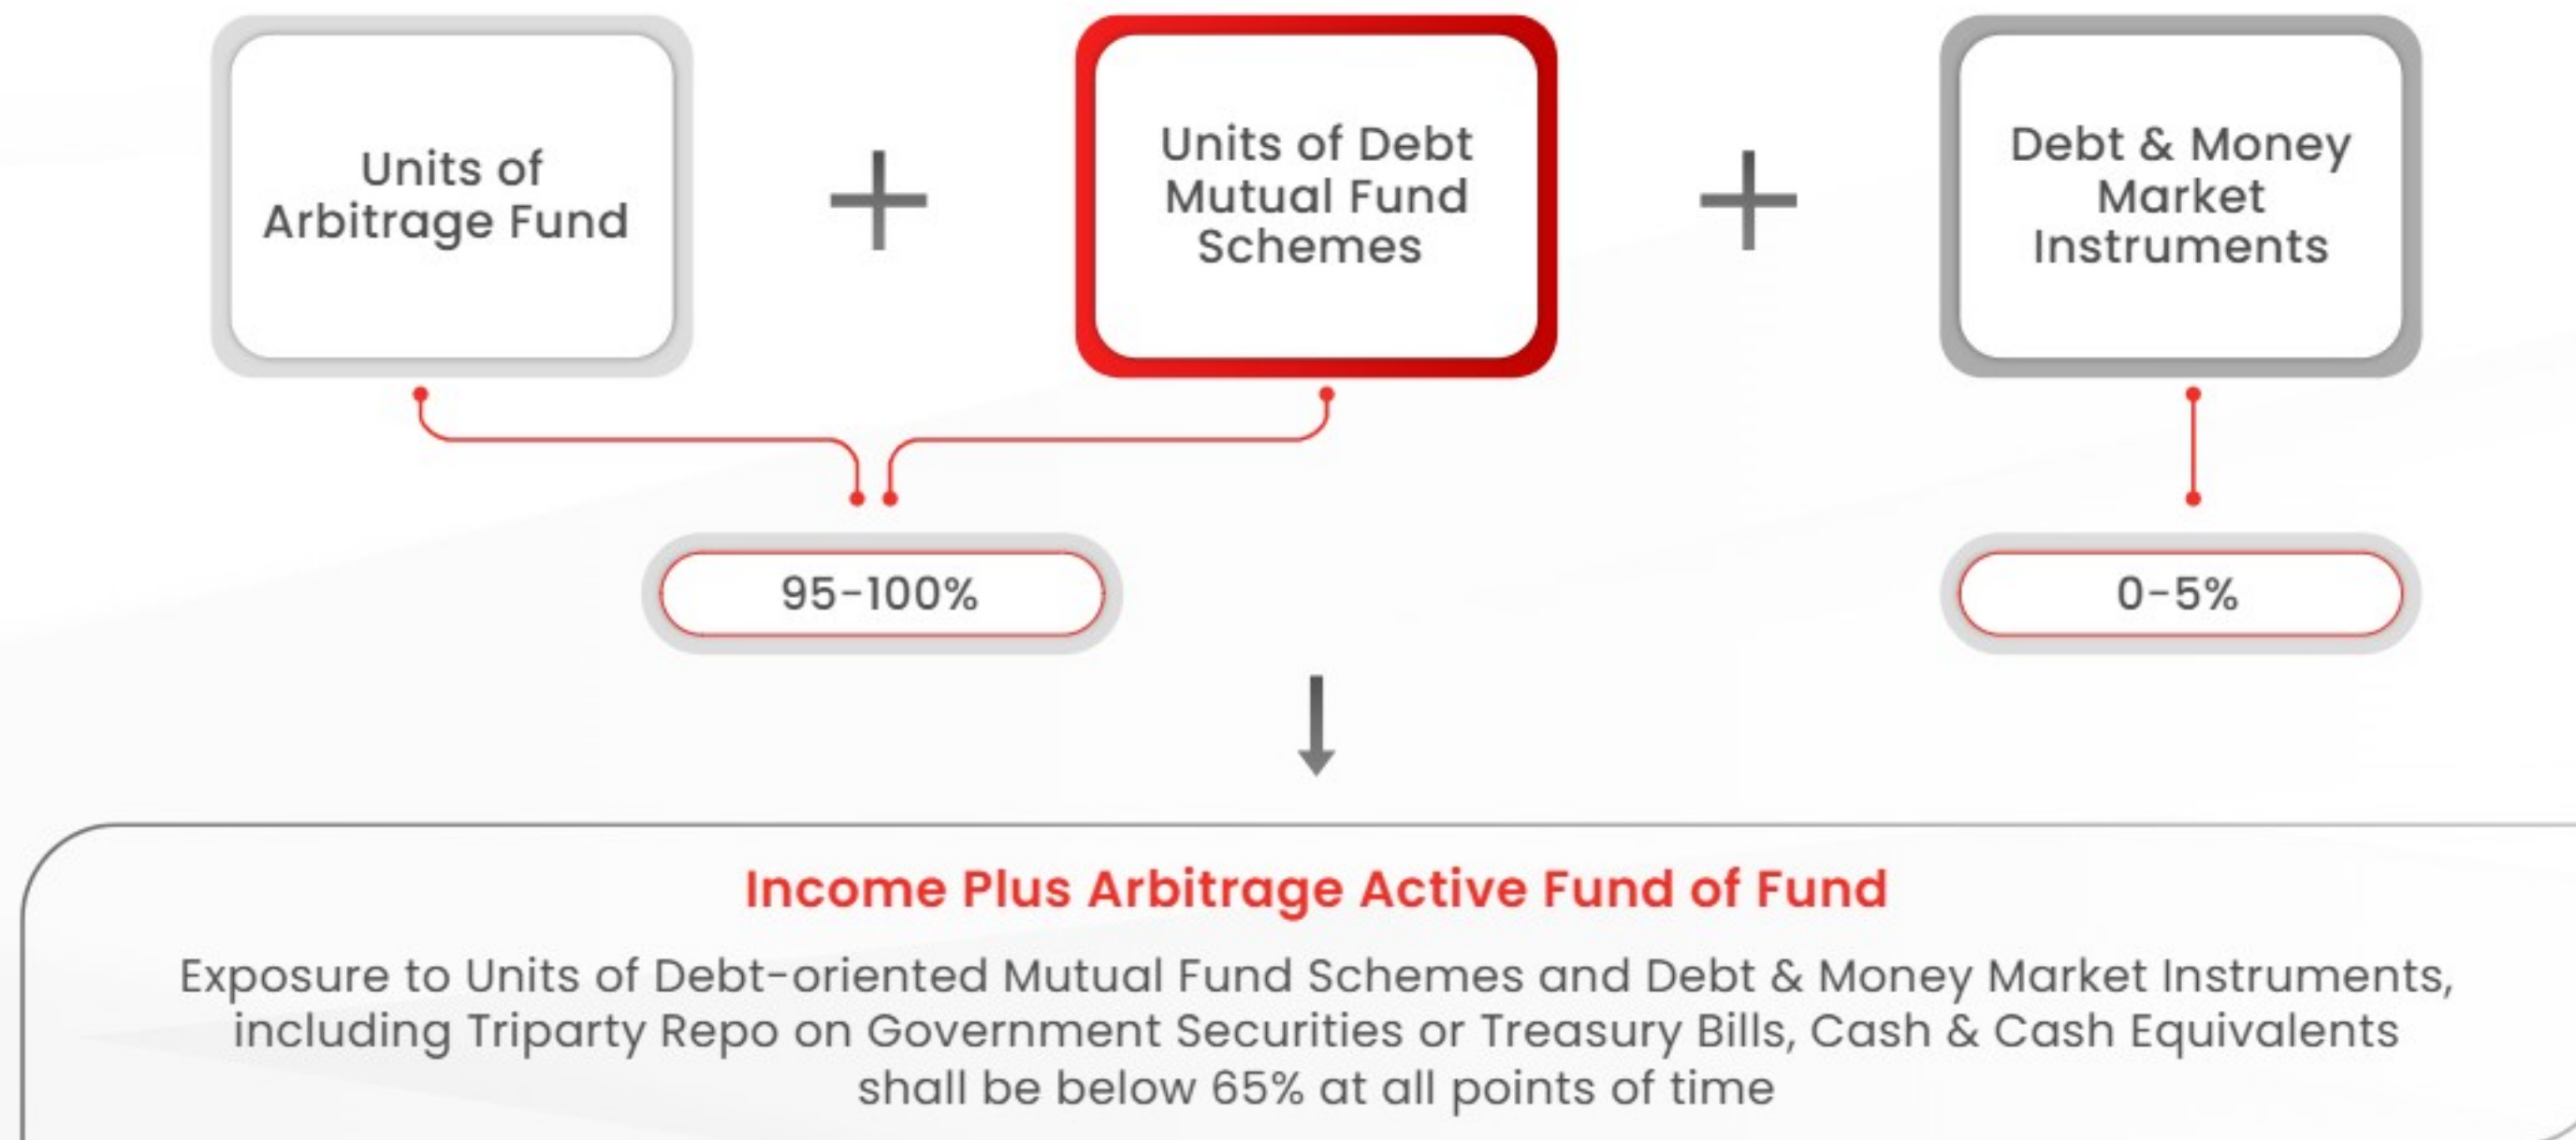 Units of
Arbitrage Fund
Units of Debt
Mutual Fund
Schemes
Debt & Money
Market
Instruments
95-100%
0-5%
Income Plus Arbitrage Active Fund of Fund
Exposure to Units of Debt-oriented Mutual Fund Schemes and Debt & Money Market Instruments,
including Triparty Repo on Government Securities or Treasury Bills, Cash & Cash Equivalents
shall be below 65% at all points of time